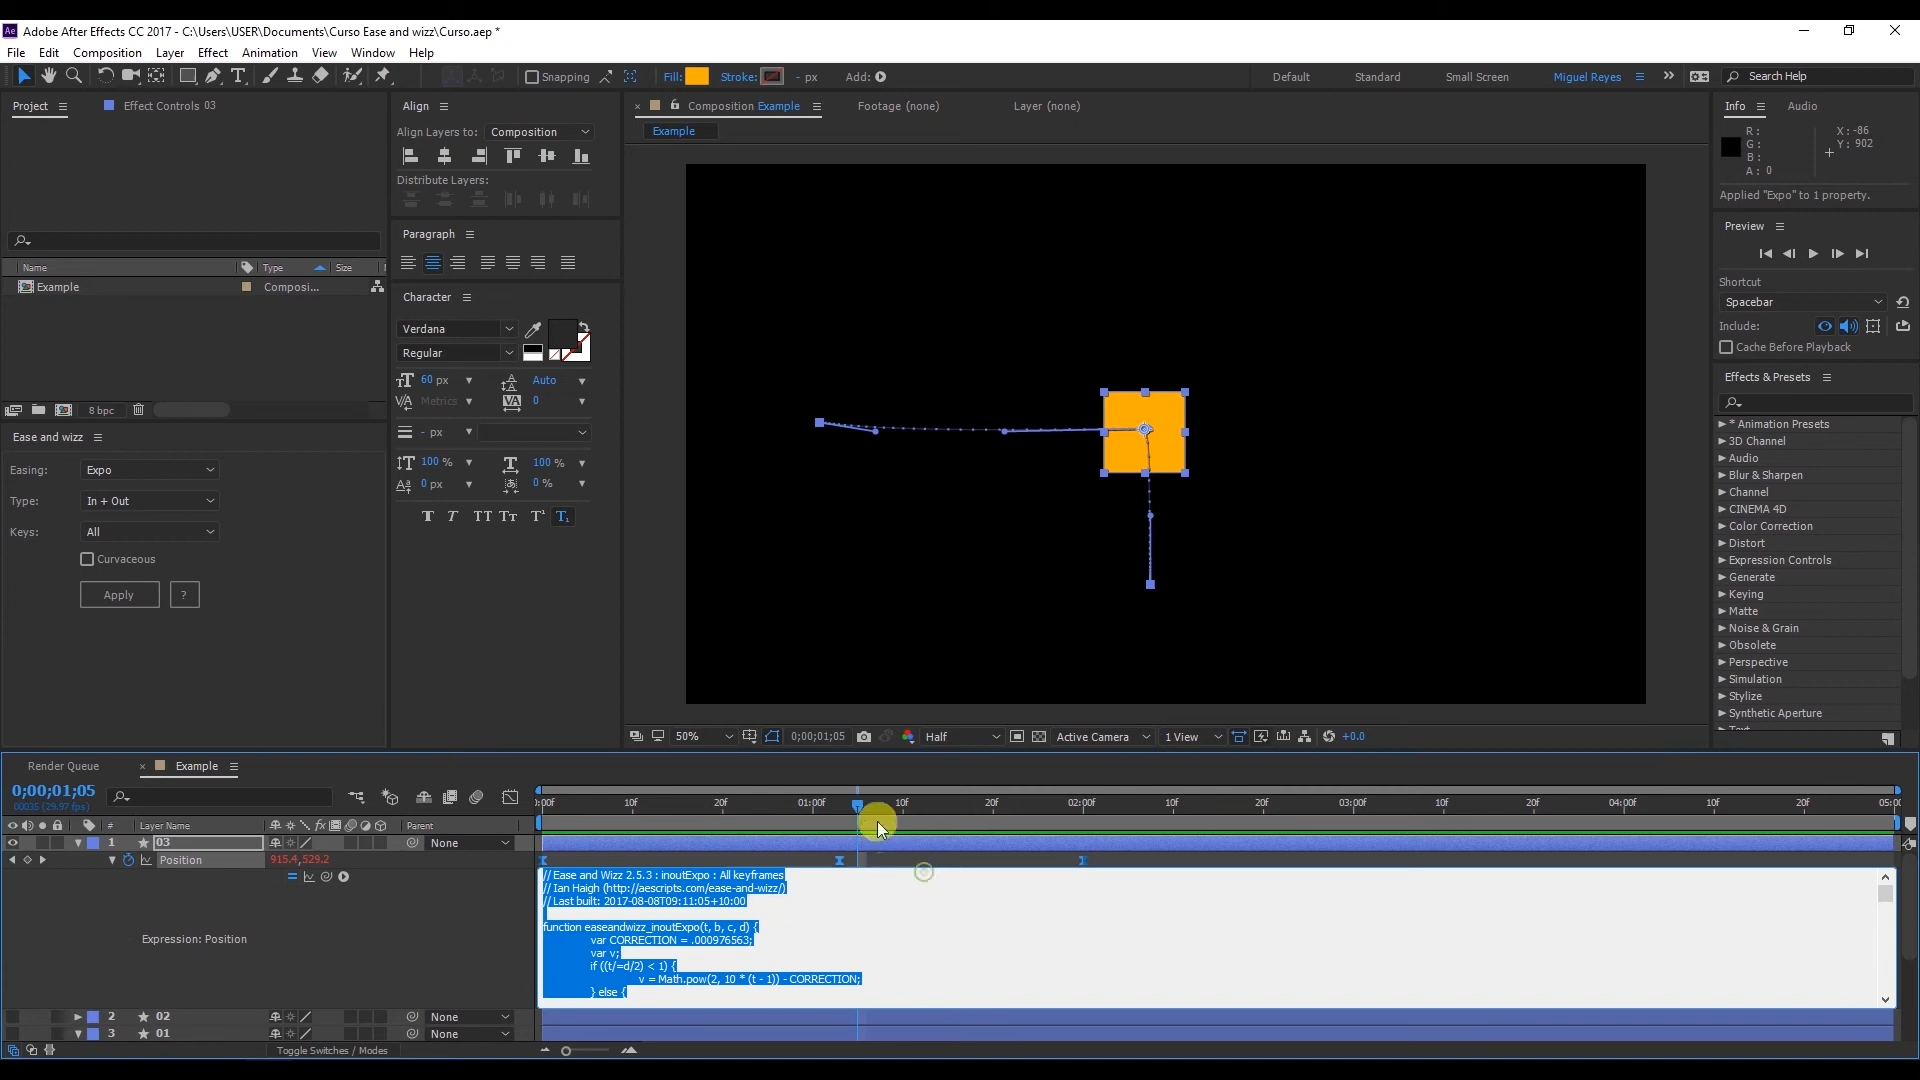 Ae Adobe After Effects CC 2017 - C:\Users\USER\Documents\Curso Ease and wizz\Curso.aep *
File Edit Composition Layer Effect Animation View Window Help
Snapping Fill: Stroke: - px Add: Default Standard Small Screen Miguel Reyes Search Help
Project Effect Controls 03
Name Type Size
Example Composi...
8 bpc
Ease and wizz
Easing: Expo
Type: In + Out
Keys: All
Curvaceous
Apply ?
Align
Align Layers to: Composition
Distribute Layers:
Paragraph
Character
Verdana
Regular
60 px Auto
Metrics 0
- px
100 % 100 %
0 px 0 %
Composition Example Footage (none) Layer (none)
Example
50% 0;00;01;05 Half Active Camera 1 View +0.0
Info Audio
R: X: -86
G: Y: 902
B:
A: 0
Applied "Expo" to 1 property.
Preview
Shortcut
Spacebar
Include:
Cache Before Playback
Effects & Presets
* Animation Presets
3D Channel
Audio
Blur & Sharpen
Channel
CINEMA 4D
Color Correction
Distort
Expression Controls
Generate
Keying
Matte
Noise & Grain
Obsolete
Perspective
Simulation
Stylize
Synthetic Aperture
Render Queue Example
0;00;01;05
00035 (29.97 fps)
:00F 10f 20f 01:00f 10f 20f 02:00f 10f 20f 03:00f 10f 20f 04:00f 10f 20f 05:00
# Layer Name Parent
1 03 None
Position 915.4,529.2
Expression: Position
// Ease and Wizz 2.5.3 : inoutExpo : All keyframes
// Ian Haigh (http://aescripts.com/ease-and-wizz/)
// Last built: 2017-08-08T09:11:05+10:00
function easeandwizz_inoutExpo(t, b, c, d) {
var CORRECTION = .000976563;
var v;
if ((t/=d/2) < 1) {
v = Math.pow(2, 10 * (t - 1)) - CORRECTION;
} else {
2 02 None
3 01 None
Toggle Switches / Modes